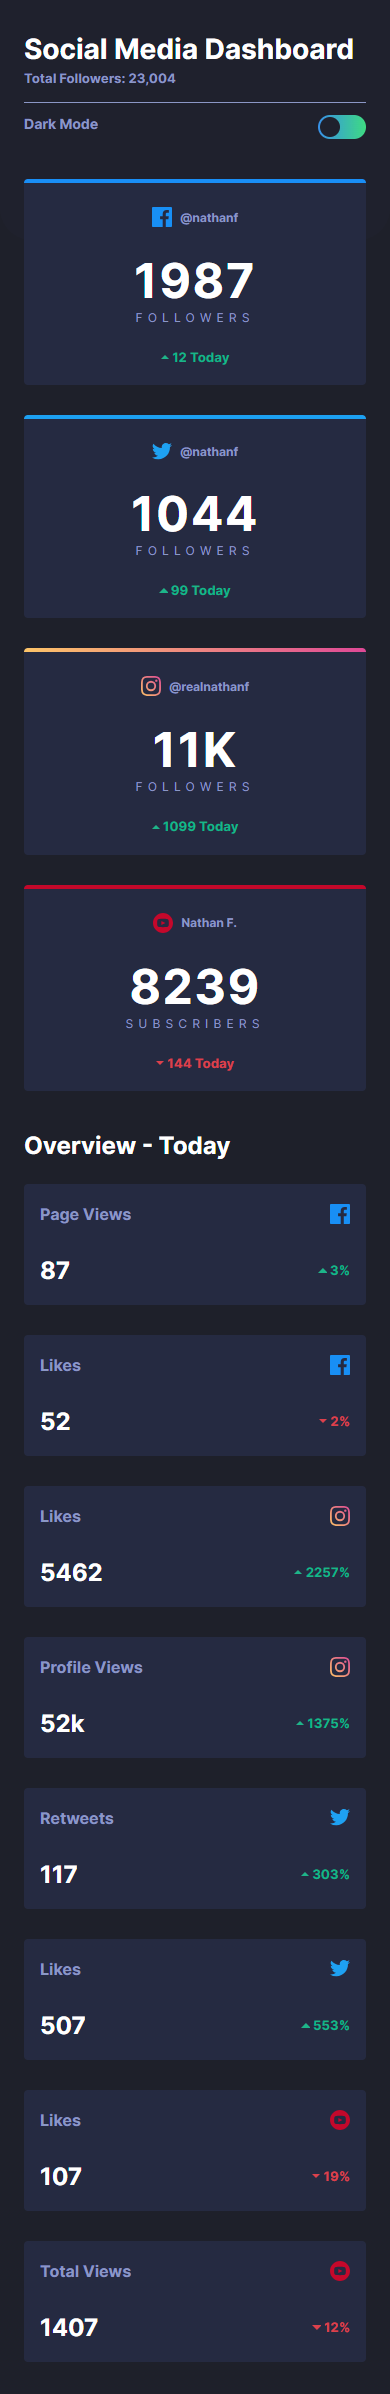 Social Media Dashboard
Total Followers: 23,004
Dark Mode
@nathanf
1987
FOLLOWERS
12 Today
@nathanf
1044
FOLLOWERS
99 Today
@realnathanf
11K
FOLLOWERS
1099 Today
Nathan F.
8239
SUBSCRIBERS
144 Today
Overview - Today
Page Views
87
3%
Likes
52
2%
Likes
5462
2257%
Profile Views
52k
1375%
Retweets
117
303%
Likes
507
553%
Likes
107
19%
Total Views
1407
12%